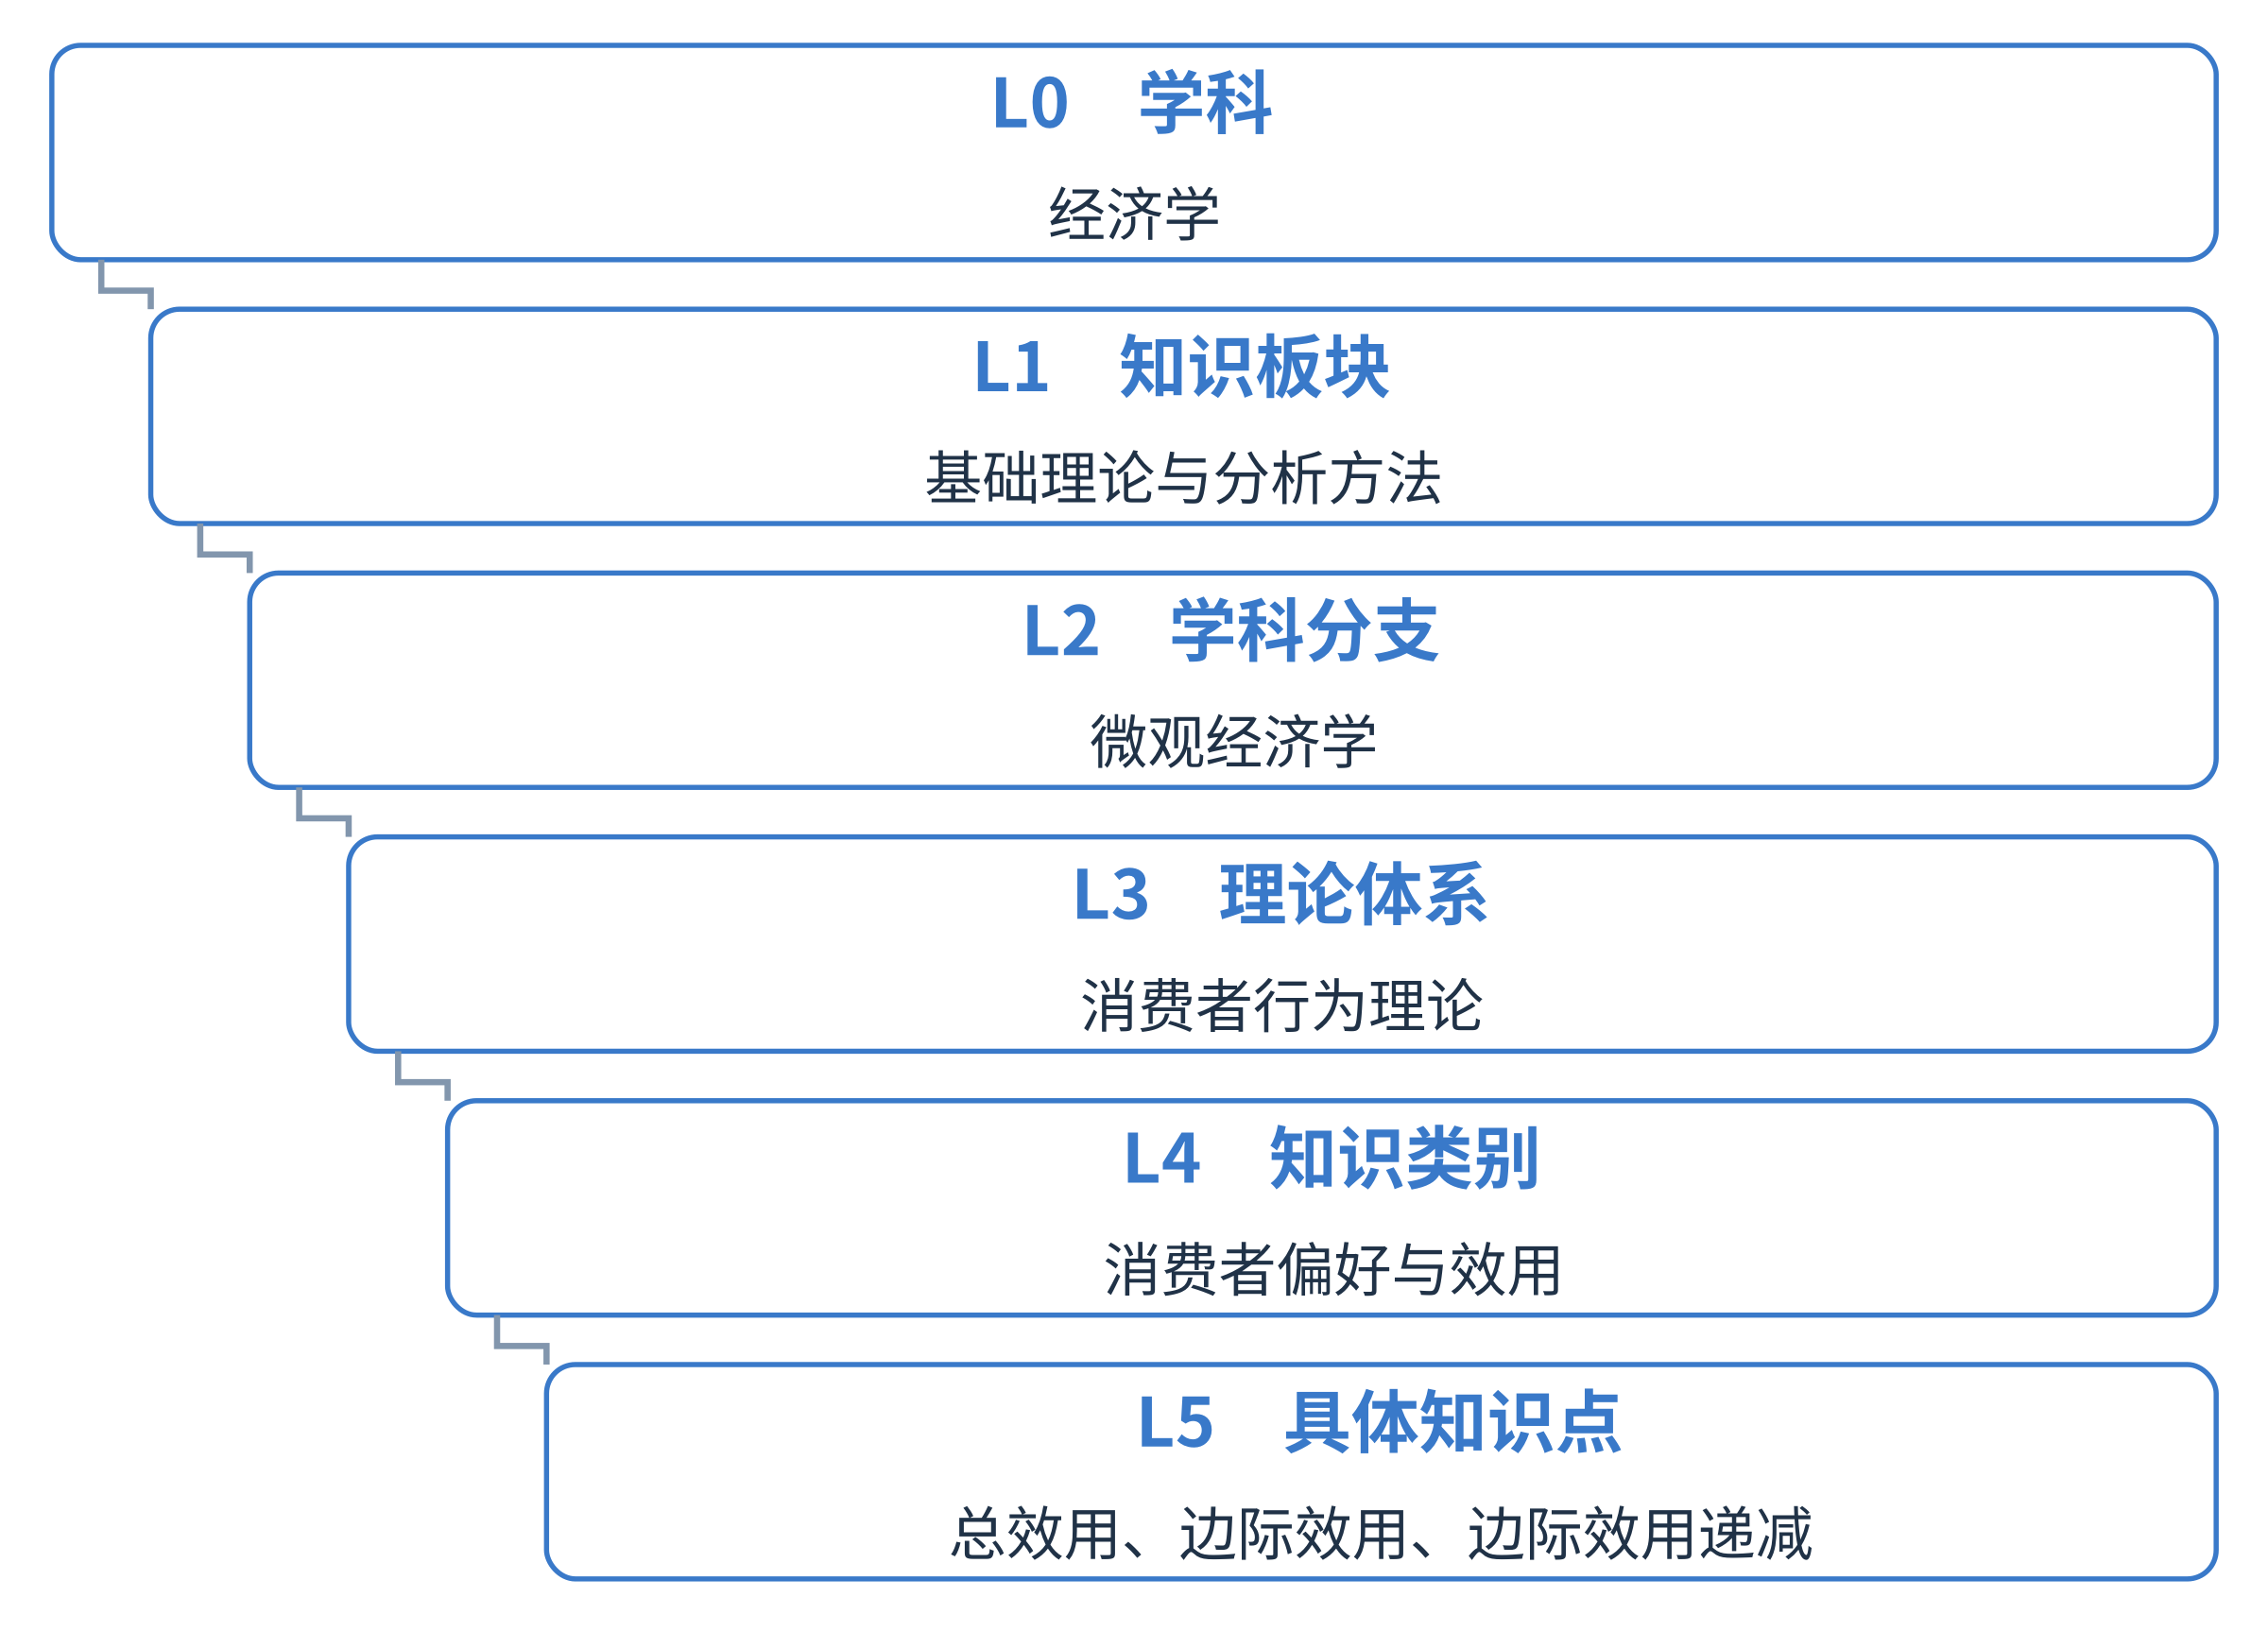 L0 学科
经济学
L1 知识板块
基础理论与分析方法
L2 学科分支
微观经济学
L3 理论体系
消费者行为理论
L4 知识类别
消费者偏好与效用
L5 具体知识点
总效用、边际效用、边际效用递减